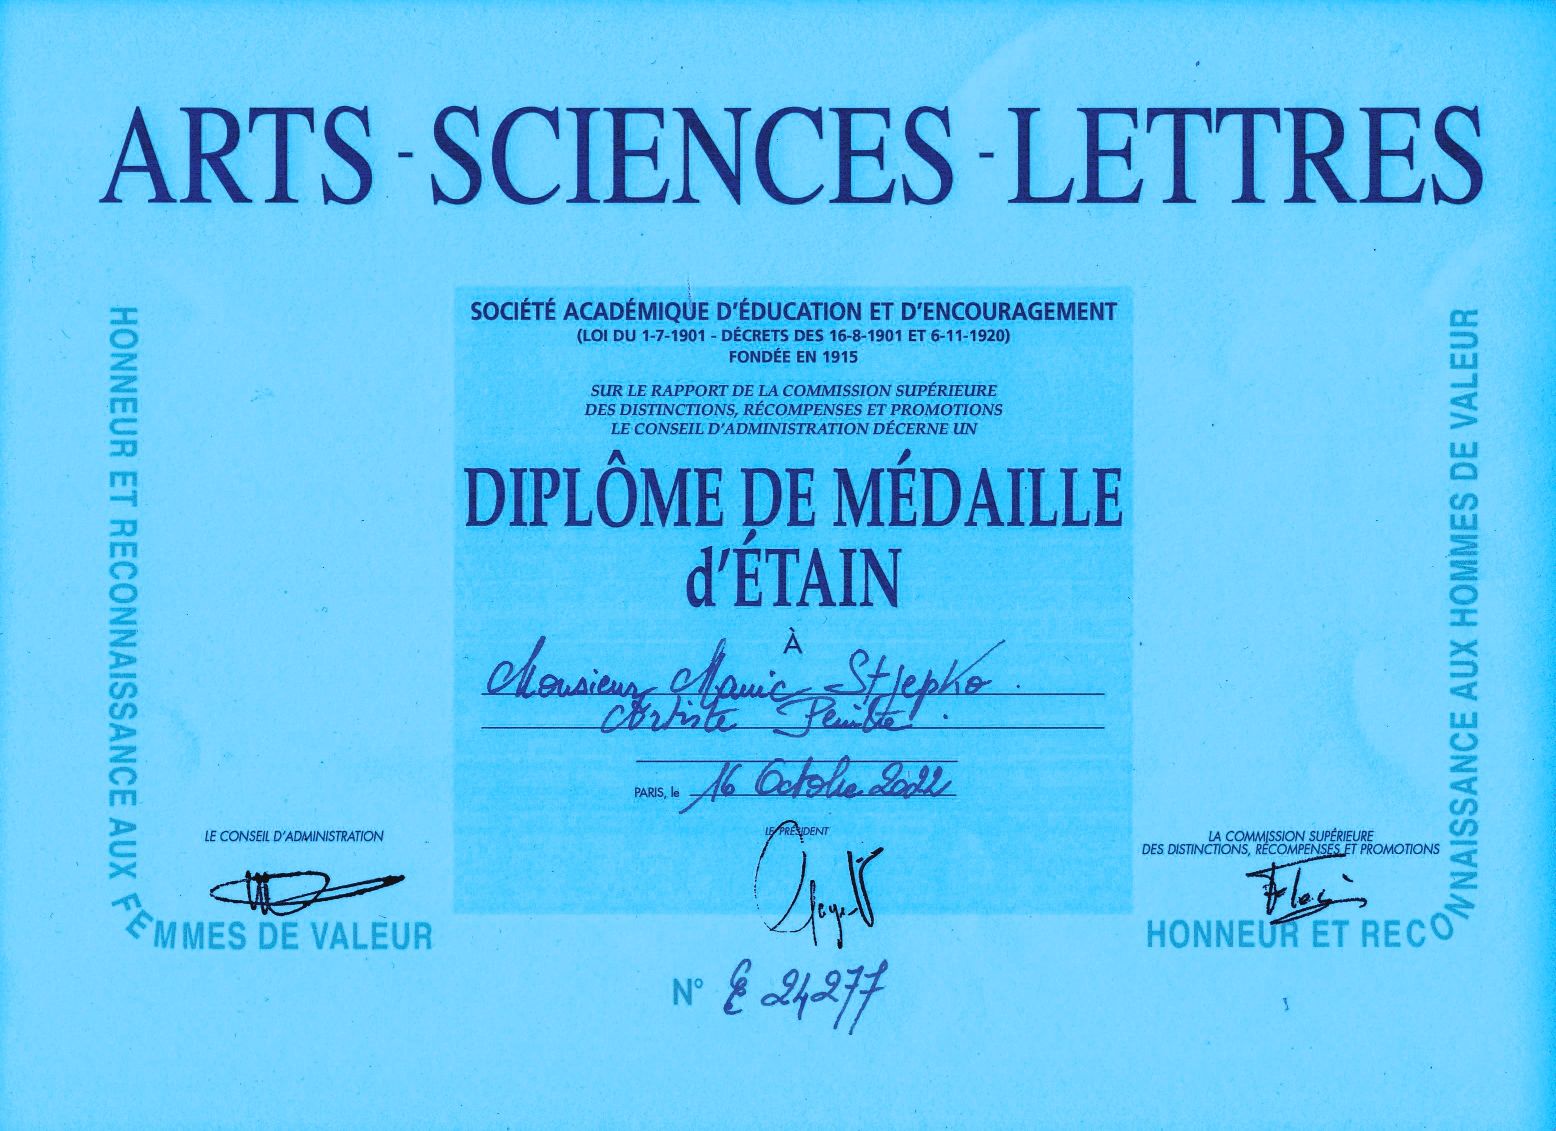 ARTS - SCIENCES - LETTRES
SOCIÉTÉ ACADÉMIQUE D'ÉDUCATION ET D'ENCOURAGEMENT
(LOI DU 1-7-1901 - DÉCRETS DES 16-8-1901 ET 6-11-1920)
FONDÉE EN 1915
SUR LE RAPPORT DE LA COMMISSION SUPÉRIEURE
DES DISTINCTIONS, RÉCOMPENSES ET PROMOTIONS
LE CONSEIL D'ADMINISTRATION DÉCERNE UN
DIPLÔME DE MÉDAILLE
d'ÉTAIN
À
Monsieur Manic Stjepko.
Artiste Peintre.
PARIS, le 16 Octobre 2022
LE CONSEIL D'ADMINISTRATION
LE PRÉSIDENT
LA COMMISSION SUPÉRIEURE
DES DISTINCTIONS, RÉCOMPENSES ET PROMOTIONS
HONNEUR ET RECONNAISSANCE AUX FEMMES DE VALEUR
HONNEUR ET RECONNAISSANCE AUX HOMMES DE VALEUR
N° E 24277